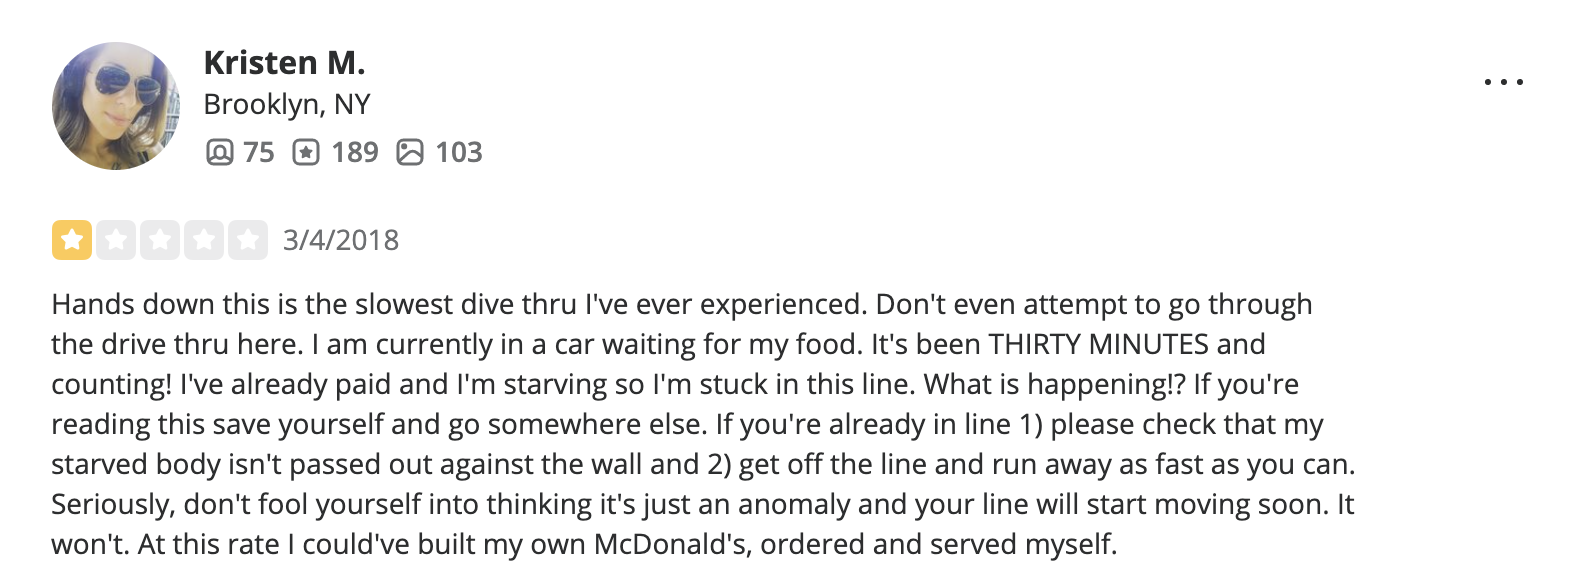 Kristen M.
Brooklyn, NY
75 189 103
3/4/2018
Hands down this is the slowest dive thru I've ever experienced. Don't even attempt to go through
the drive thru here. I am currently in a car waiting for my food. It's been THIRTY MINUTES and
counting! I've already paid and I'm starving so I'm stuck in this line. What is happening!? If you're
reading this save yourself and go somewhere else. If you're already in line 1) please check that my
starved body isn't passed out against the wall and 2) get off the line and run away as fast as you can.
Seriously, don't fool yourself into thinking it's just an anomaly and your line will start moving soon. It
won't. At this rate I could've built my own McDonald's, ordered and served myself.